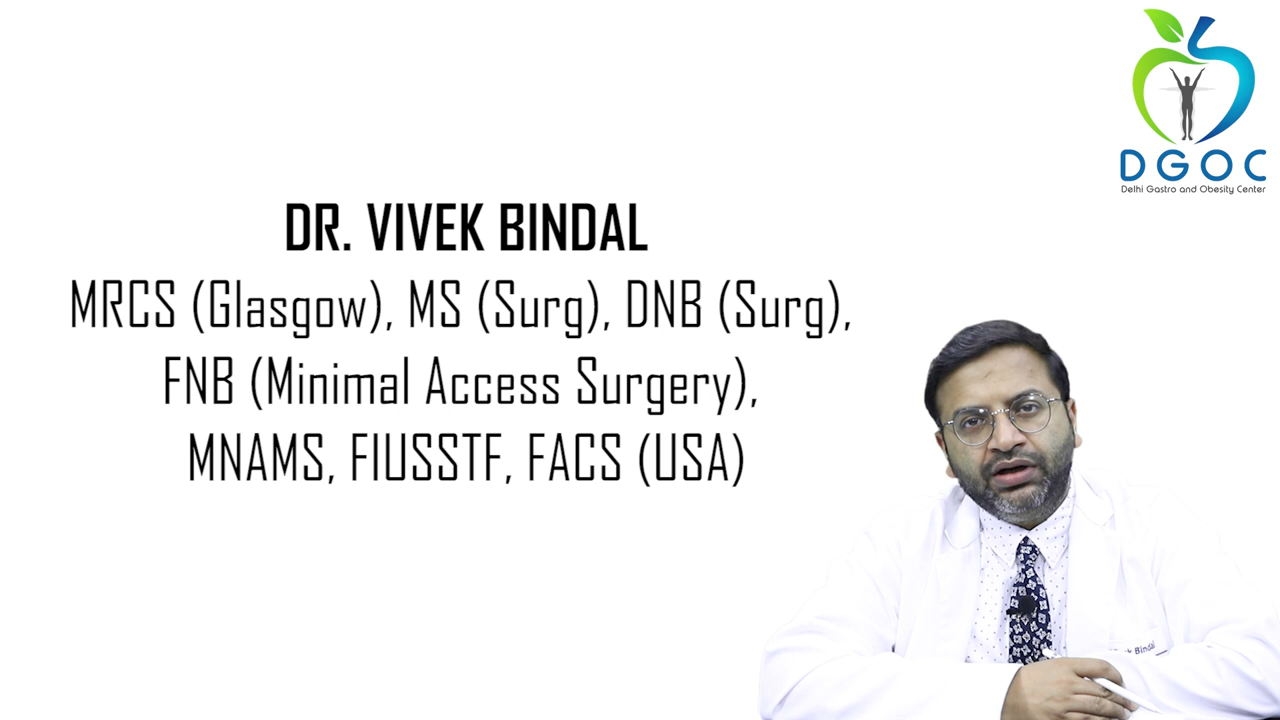 DGOC
Delhi Gastro and Obesity Center
DR. VIVEK BINDAL
MRCS (Glasgow), MS (Surg), DNB (Surg),
FNB (Minimal Access Surgery),
MNAMS, FIUSSTF, FACS (USA)
Bindal